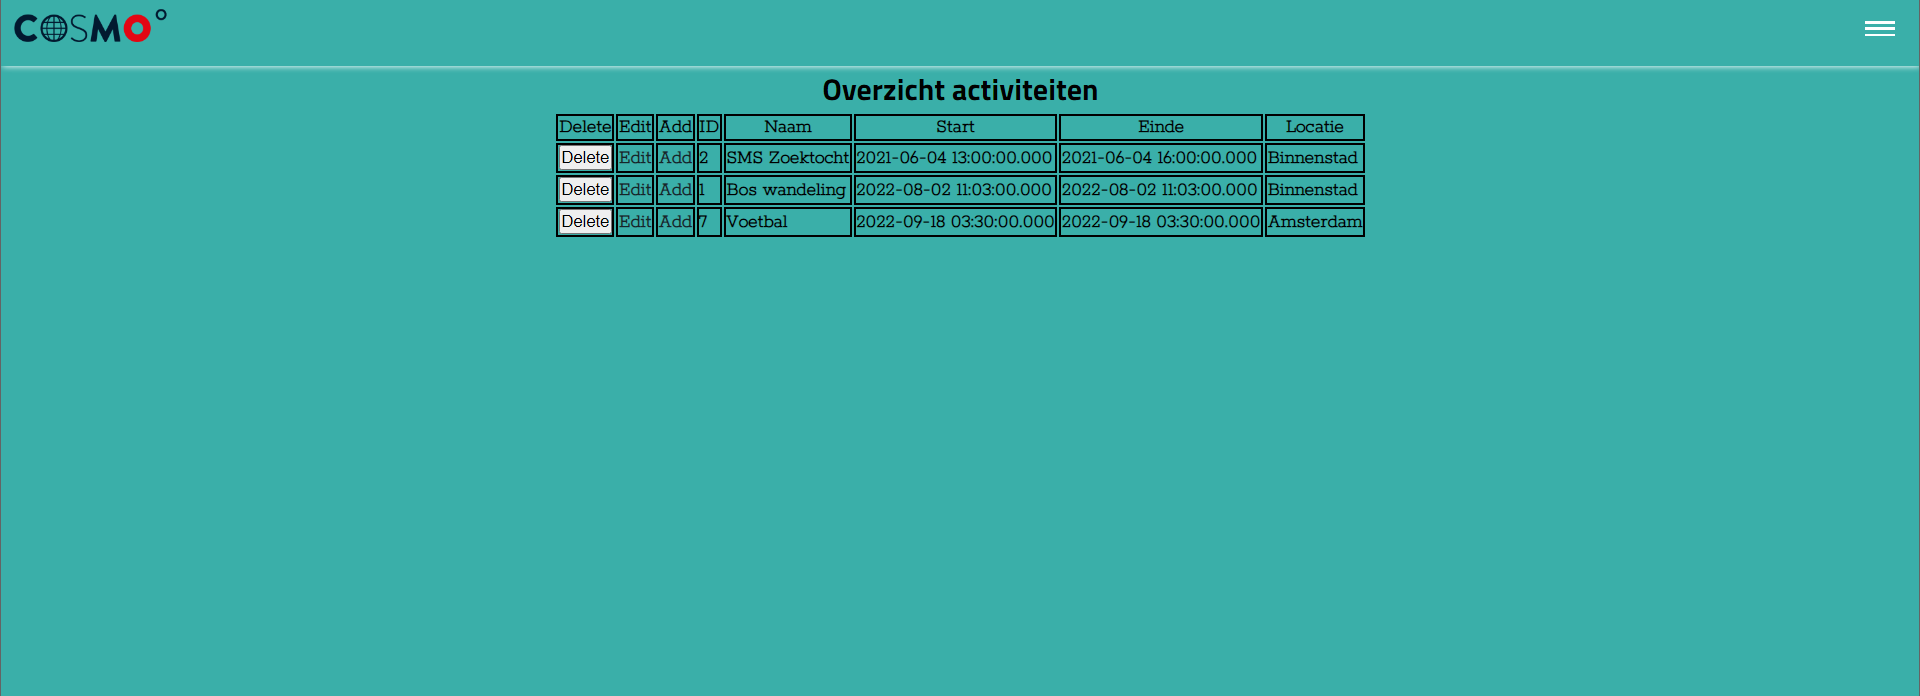 COSMO°
Overzicht activiteiten
Delete Edit Add ID Naam Start Einde Locatie
Delete Edit Add 2 SMS Zoektocht 2021-06-04 13:00:00.000 2021-06-04 16:00:00.000 Binnenstad
Delete Edit Add 1 Bos wandeling 2022-08-02 11:03:00.000 2022-08-02 11:03:00.000 Binnenstad
Delete Edit Add 7 Voetbal 2022-09-18 03:30:00.000 2022-09-18 03:30:00.000 Amsterdam